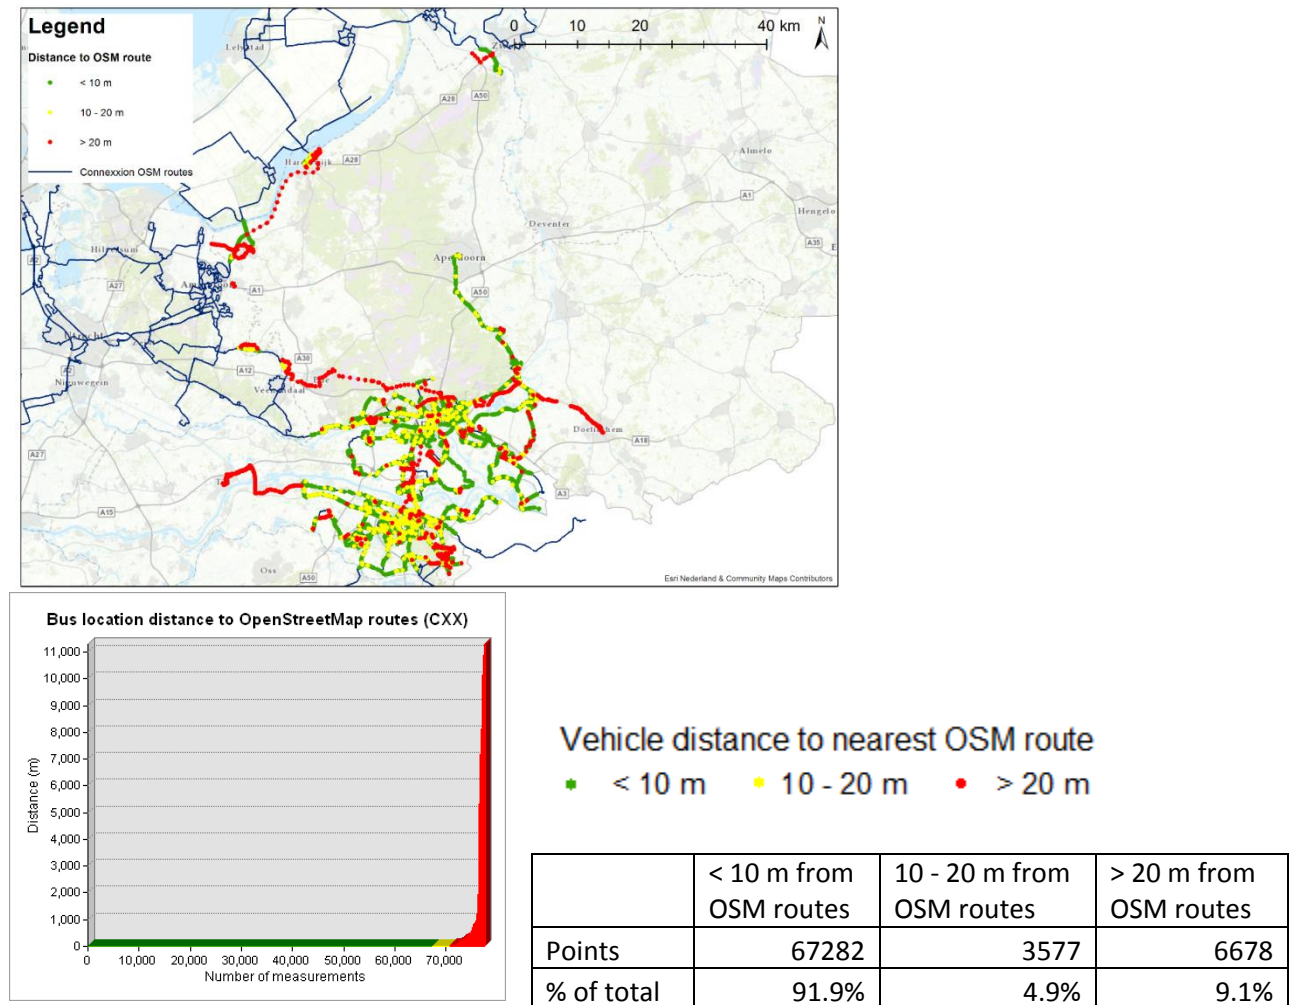 Legend
Distance to OSM route
< 10 m
10 - 20 m
> 20 m
Connexxion OSM routes
0 10 20 40 km
N
Lelystad
A28 A50
A28
Almelo
A1
Hengelo
Deventer
A35
A2
A27
A1
Apeldoorn
A50
Utrecht
A2
Nieuwegein
A12
A30
Veenendaal
Doetinchem
A18
A27
A3
A15
Oss
A50
Esri Nederland & Community Maps Contributors
Bus location distance to OpenStreetMap routes (CXX)
Distance (m)
11,000
10,000
9,000
8,000
7,000
6,000
5,000
4,000
3,000
2,000
1,000
0
0 10,000 20,000 30,000 40,000 50,000 60,000 70,000
Number of measurements
Vehicle distance to nearest OSM route
< 10 m 10 - 20 m > 20 m
< 10 m from OSM routes
10 - 20 m from OSM routes
> 20 m from OSM routes
Points 67282 3577 6678
% of total 91.9% 4.9% 9.1%